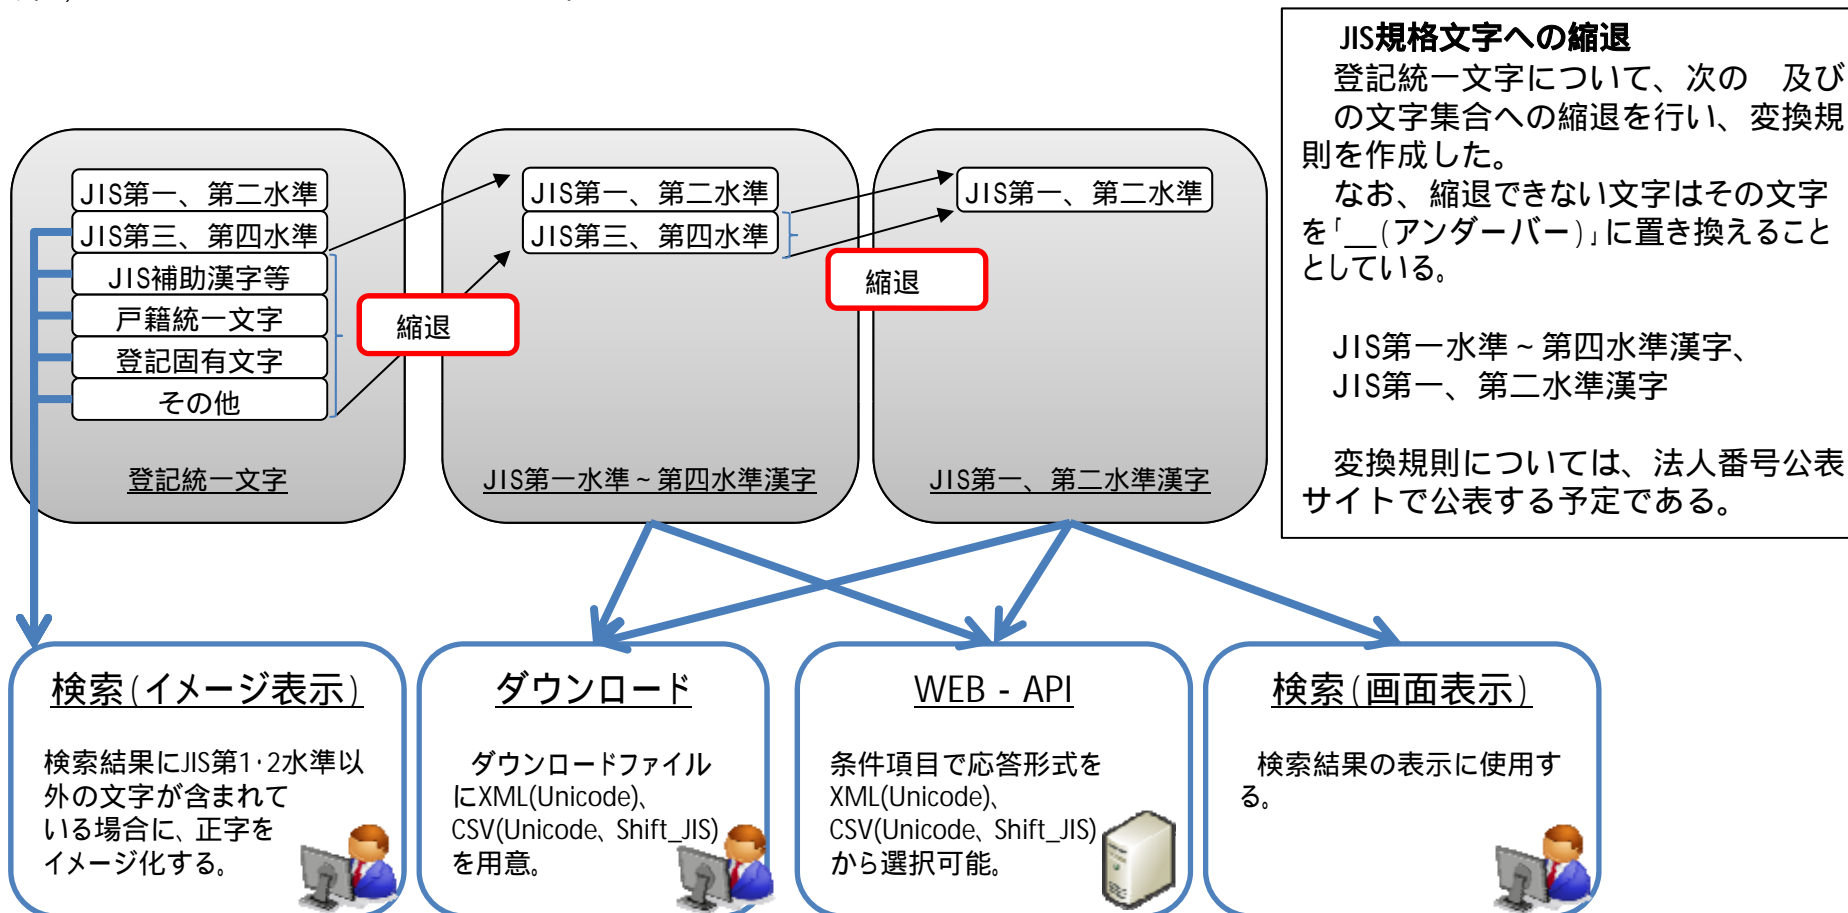 JIS規格文字への縮退
登記統一文字について、次の　及び
の文字集合への縮退を行い、変換規
則を作成した。
なお、縮退できない文字はその文字
を「＿(アンダーバー)」に置き換えること
としている。
JIS第一水準～第四水準漢字、
JIS第一、第二水準漢字
変換規則については、法人番号公表
サイトで公表する予定である。
JIS第一、第二水準
JIS第三、第四水準
JIS補助漢字等
戸籍統一文字
登記固有文字
その他
登記統一文字
縮退
JIS第一、第二水準
JIS第三、第四水準
JIS第一水準～第四水準漢字
縮退
JIS第一、第二水準
JIS第一、第二水準漢字
検索(イメージ表示)
検索結果にJIS第1・2水準以
外の文字が含まれて
いる場合に、正字を
イメージ化する。
ダウンロード
ダウンロードファイル
にXML(Unicode)、
CSV(Unicode、Shift_JIS)
を用意。
WEB - API
条件項目で応答形式を
XML(Unicode)、
CSV(Unicode、Shift_JIS)
から選択可能。
検索(画面表示)
検索結果の表示に使用す
る。